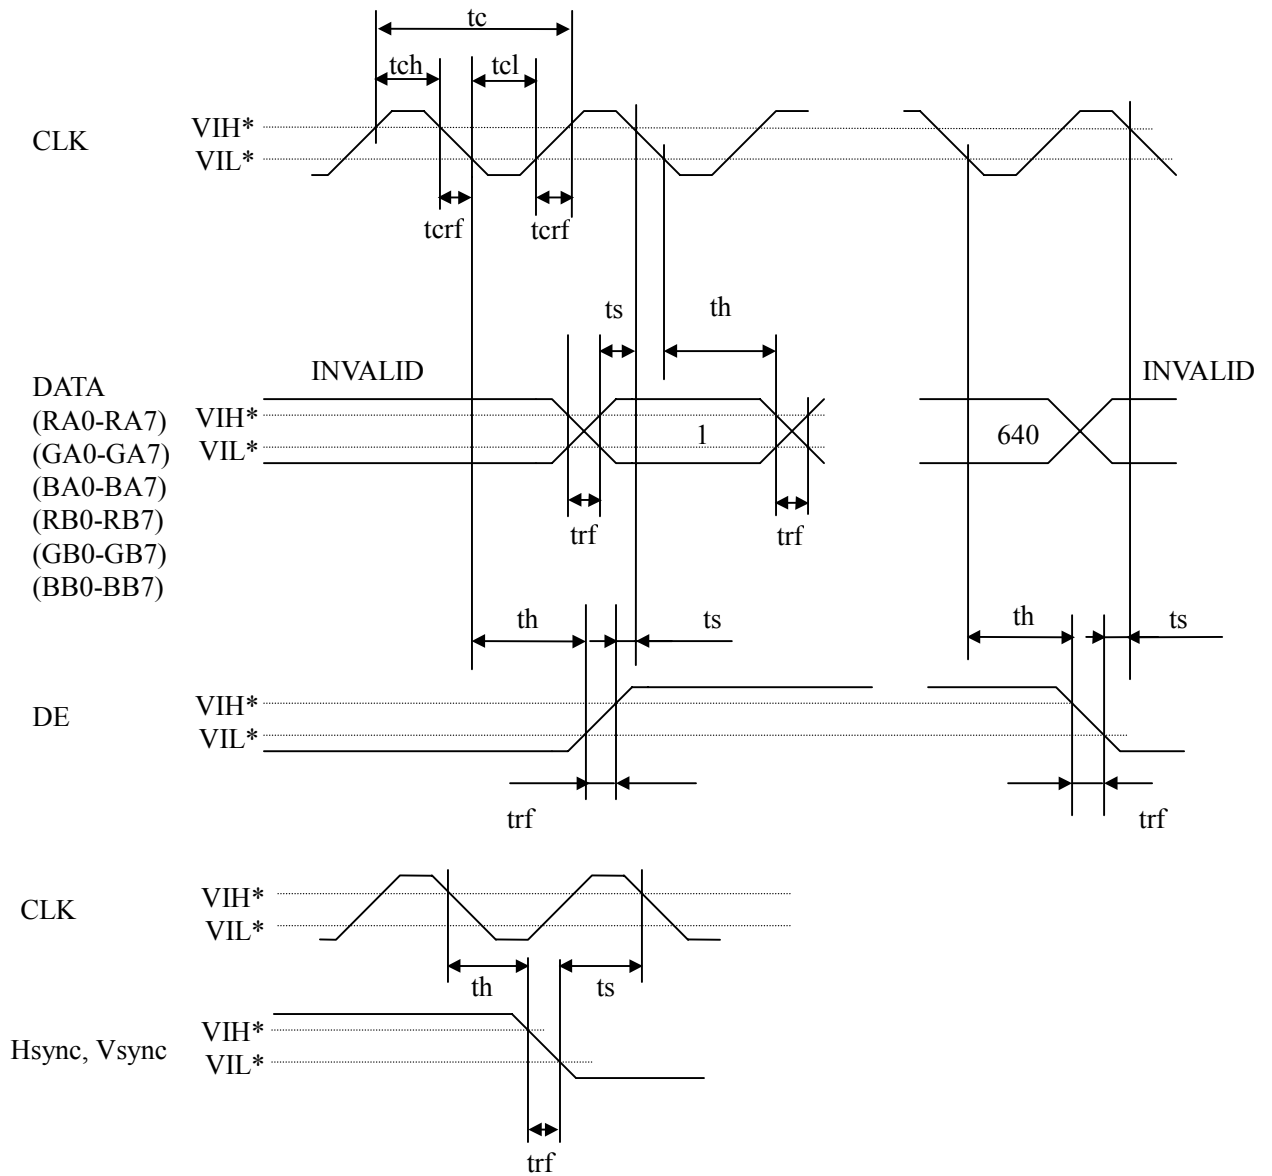 tc
tch
tcl
CLK
VIH*
VIL*
tcrf
tcrf
ts
th
INVALID
INVALID
DATA
(RA0-RA7)
(GA0-GA7)
(BA0-BA7)
(RB0-RB7)
(GB0-GB7)
(BB0-BB7)
VIH*
VIL*
1
640
trf
trf
th
ts
th
ts
DE
VIH*
VIL*
trf
trf
CLK
VIH*
VIL*
th
ts
Hsync, Vsync
VIH*
VIL*
trf